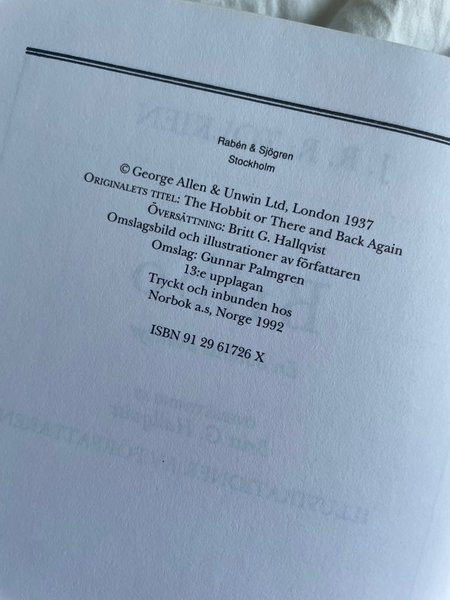 Rabén & Sjögren
Stockholm
© George Allen & Unwin Ltd, London 1937
ORIGINALETS TITEL: The Hobbit or There and Back Again
ÖVERSÄTTNING: Britt G. Hallqvist
Omslagsbild och illustrationer av författaren
Omslag: Gunnar Palmgren
13:e upplagan
Tryckt och inbunden hos
Norbok a.s, Norge 1992
ISBN 91 29 61726 X